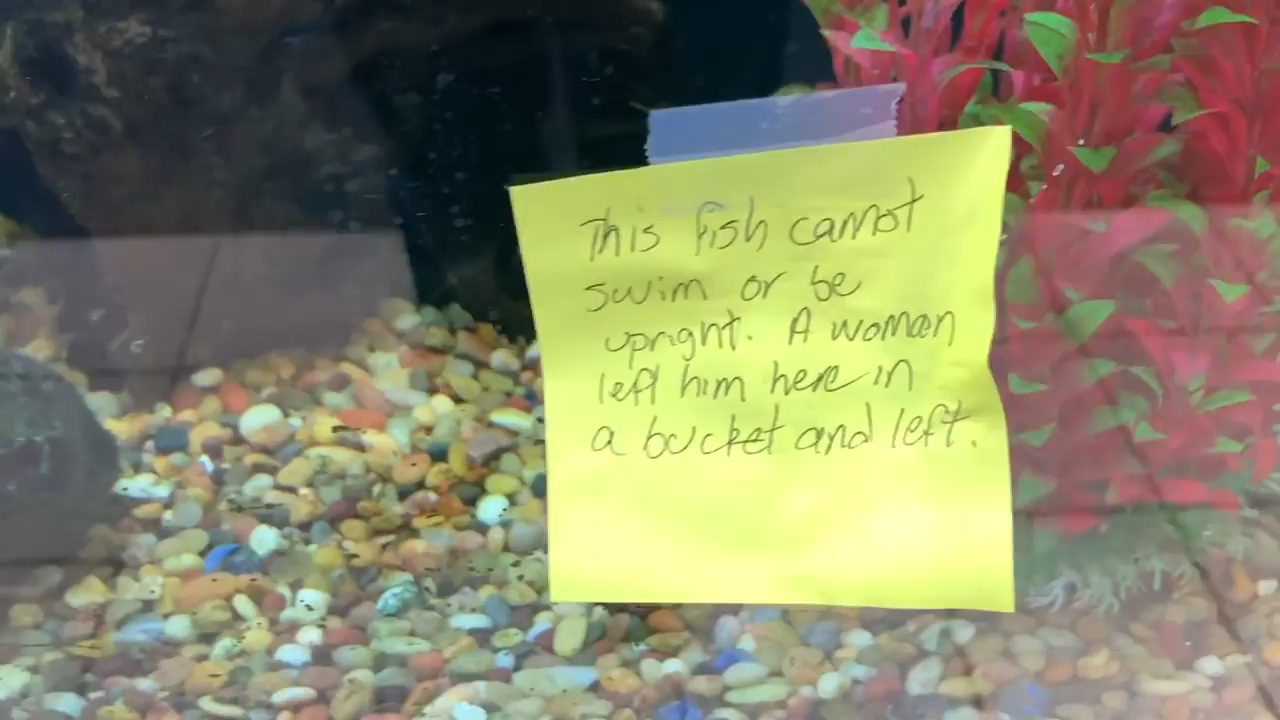 This fish cannot
swim or be
upright. A woman
left him here in
a bucket and left.